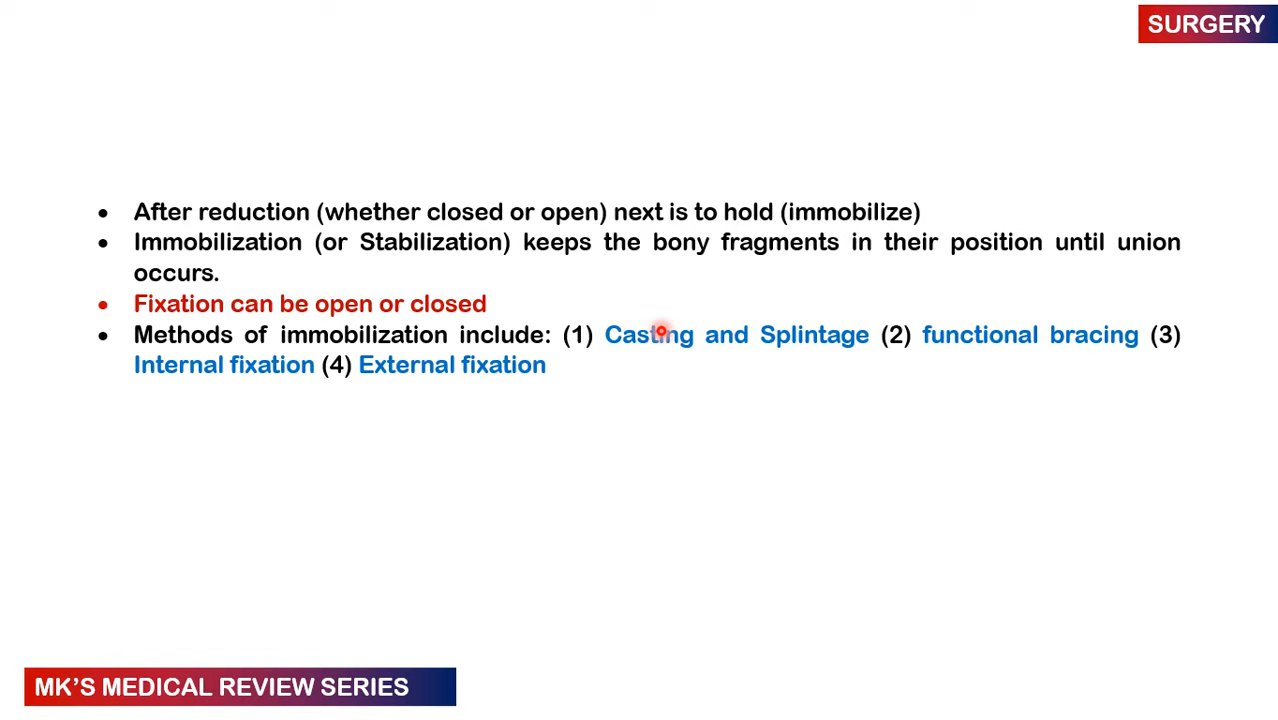 SURGERY
• After reduction (whether closed or open) next is to hold (immobilize)
• Immobilization (or Stabilization) keeps the bony fragments in their position until union
occurs.
• Fixation can be open or closed
• Methods of immobilization include: (1) Casting and Splintage (2) functional bracing (3)
Internal fixation (4) External fixation
MK'S MEDICAL REVIEW SERIES